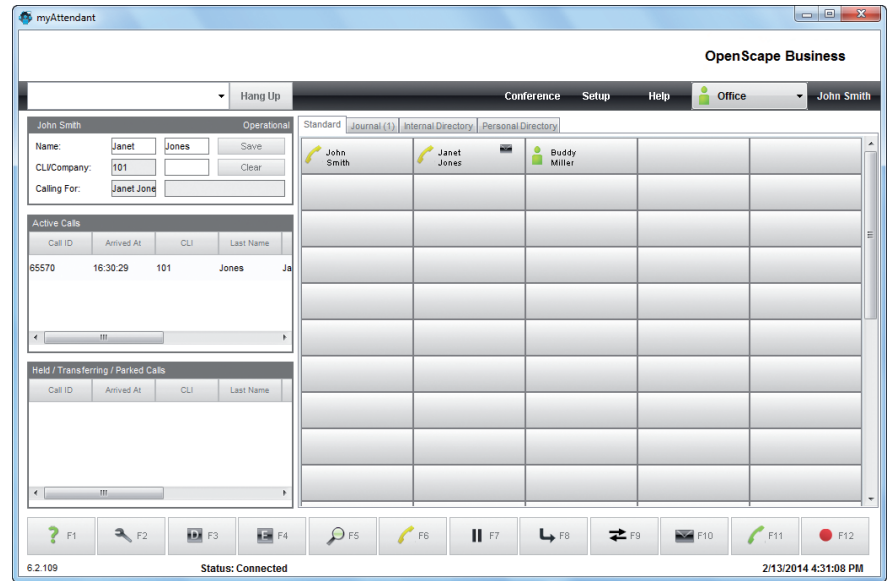 myAttendant
OpenScape Business
Hang Up
Conference Setup Help Office John Smith
John Smith Operational
Name: Janet Jones Save
CLI/Company: 101 Clear
Calling For: Janet Jone
Standard Journal (1) Internal Directory Personal Directory
John
Smith
Janet
Jones
Buddy
Miller
Active Calls
Call ID Arrived At CLI Last Name
65570 16:30:29 101 Jones Ja
Held / Transferring / Parked Calls
Call ID Arrived At CLI Last Name
F1 F2 D F3 E F4 F5 F6 F7 F8 F9 F10 F11 F12
6.2.109 Status: Connected 2/13/2014 4:31:08 PM